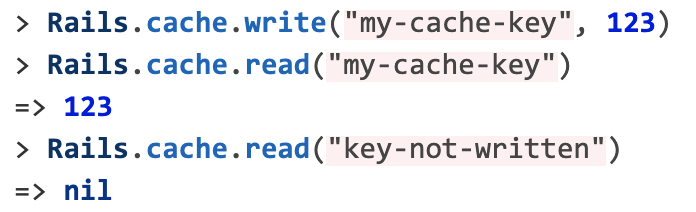 > Rails.cache.write("my-cache-key", 123)
> Rails.cache.read("my-cache-key")
=> 123
> Rails.cache.read("key-not-written")
=> nil